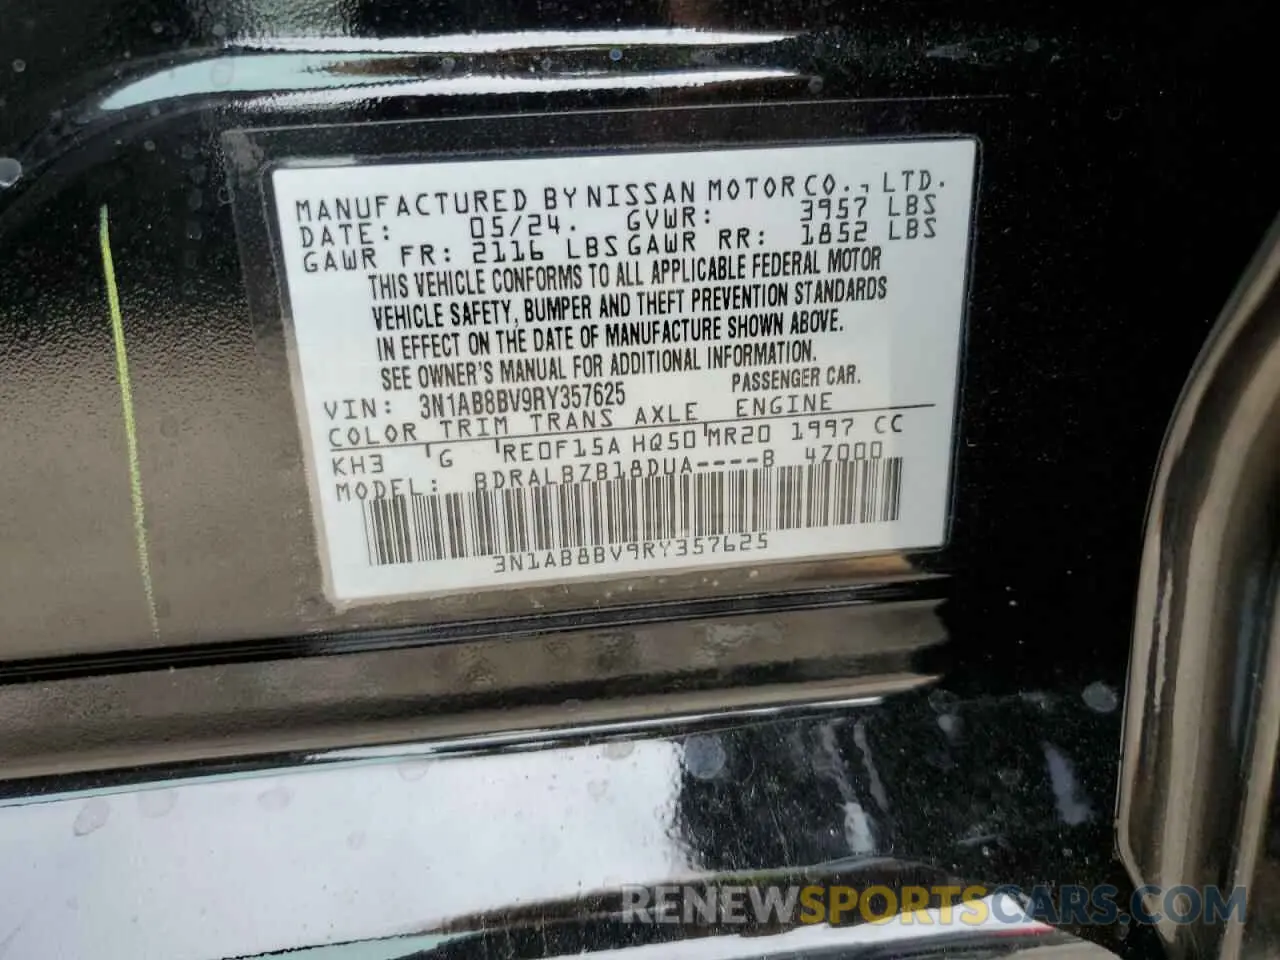 MANUFACTURED BY NISSAN MOTOR CO., LTD.
DATE: 05/24. GVWR: 3957 LBS
GAWR FR: 2116 LBS GAWR RR: 1852 LBS
THIS VEHICLE CONFORMS TO ALL APPLICABLE FEDERAL MOTOR
VEHICLE SAFETY, BUMPER AND THEFT PREVENTION STANDARDS
IN EFFECT ON THE DATE OF MANUFACTURE SHOWN ABOVE.
SEE OWNER'S MANUAL FOR ADDITIONAL INFORMATION.
VIN: 3N1AB8BV9RY357625 PASSENGER CAR.
COLOR TRIM TRANS AXLE ENGINE
KH3 G RE0F15A HQ50 MR20 1997 CC
MODEL: BDRALBZB18DUA----B 4Z000
3N1AB8BV9RY357625
RENEWSPORTSCARS.COM